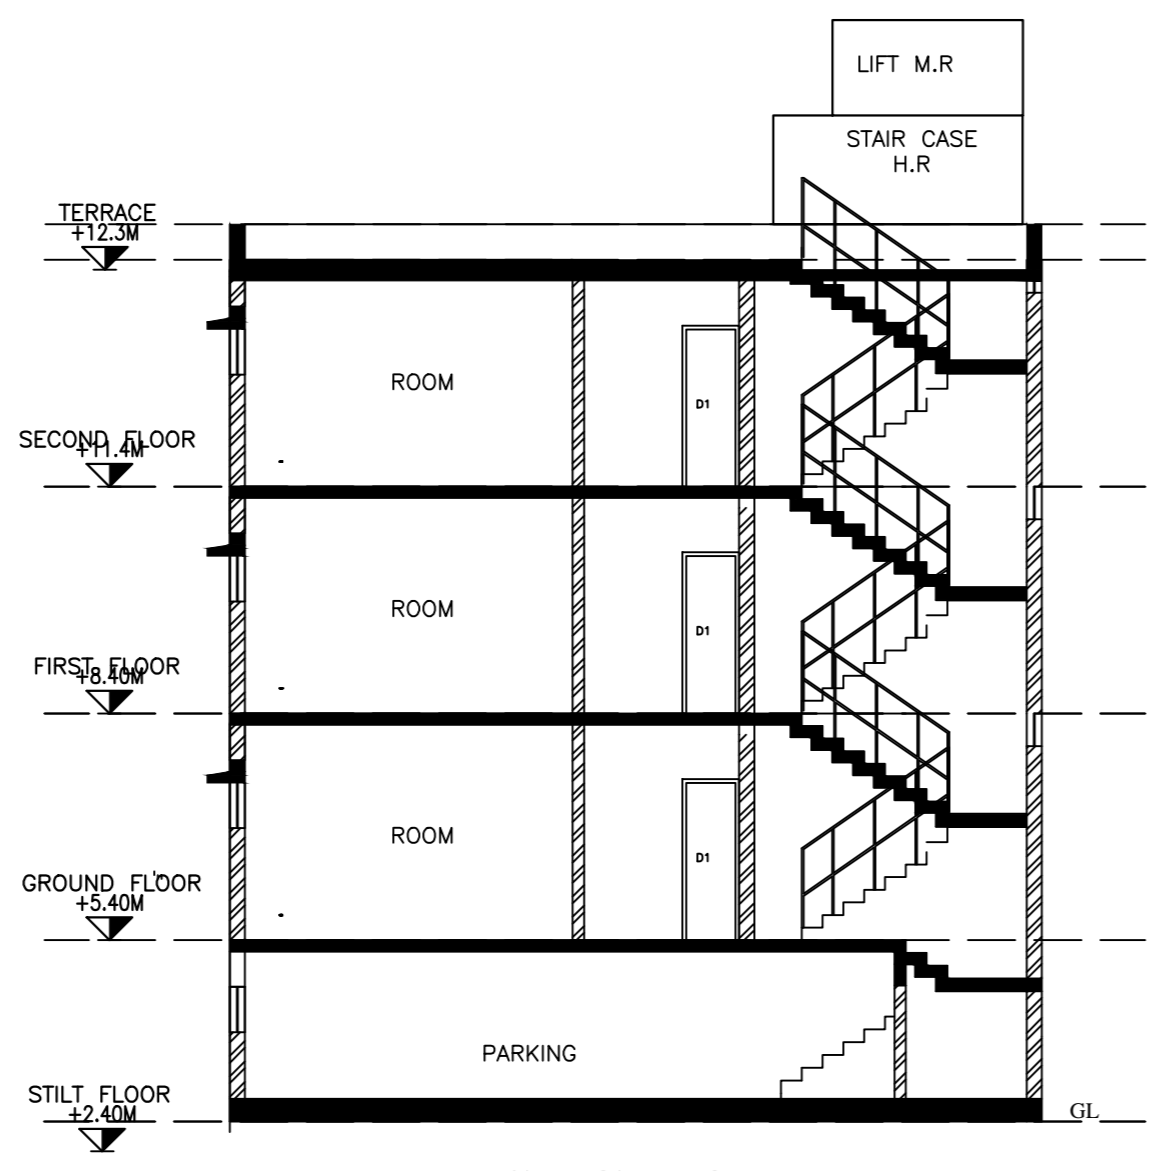 LIFT M.R
STAIR CASE
H.R
TERRACE
+12.3M
ROOM
D1
SECOND FLOOR
+11.4M
ROOM
D1
FIRST FLOOR
+8.40M
ROOM
D1
GROUND FLOOR
+5.40M
PARKING
STILT FLOOR
+2.40M
GL